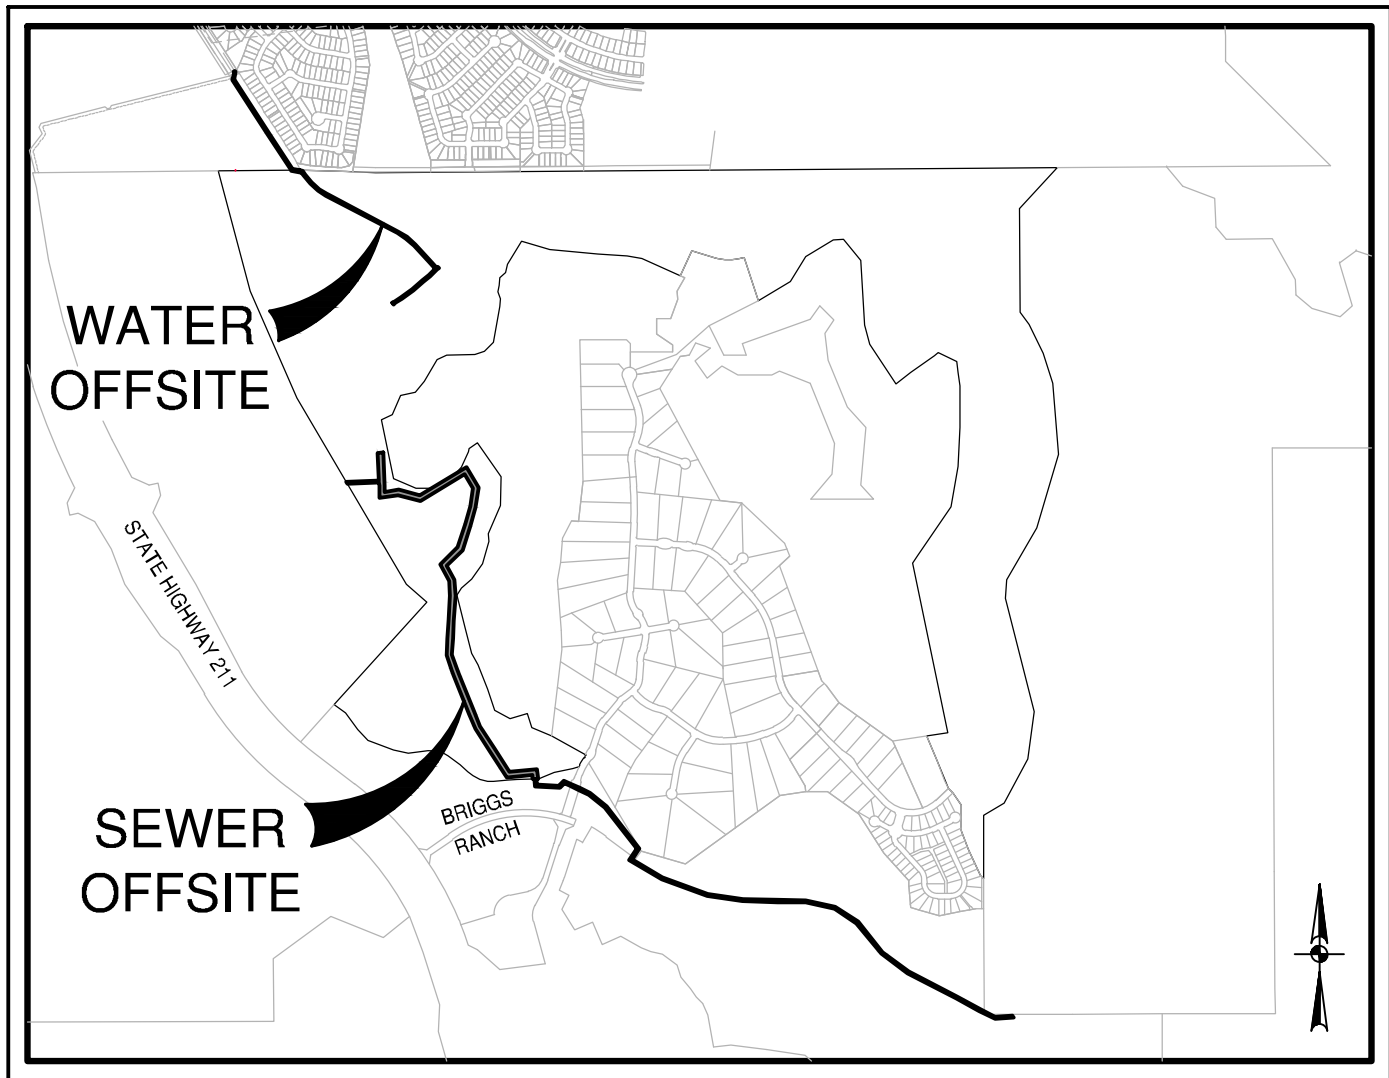 WATER
OFFSITE
STATE HIGHWAY 211
SEWER
OFFSITE
BRIGGS
RANCH